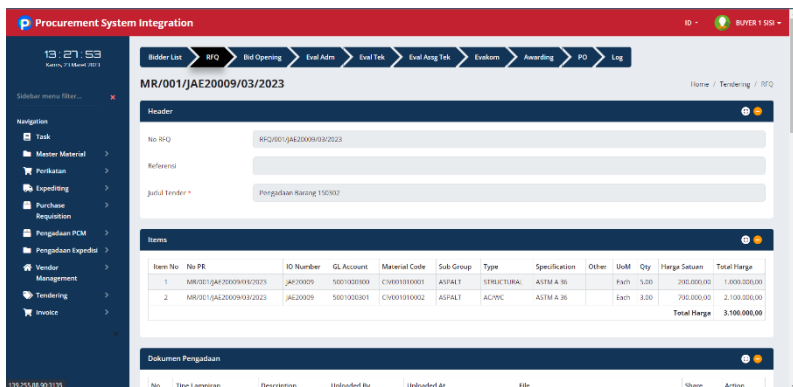 Procurement System Integration
ID
BUYER 1 SISI
13:27:53
Kamis, 23 Maret 2023
Sidebar menu filter...
Navigation
Task
Master Material
Perikatan
Expediting
Purchase
Requisition
Pengadaan PCM
Pengadaan Expedisi
Vendor
Management
Tendering
Invoice
139.255.08.90:3135
Bidder List RFQ Bid Opening Eval Adm Eval Tek Eval Assg Tek Evakom Awarding PO Log
MR/001/JAE20009/03/2023
Home / Tendering / RFQ
Header
No RFQ RFQ/001/JAE20009/03/2023
Referensi
Judul Tender * Pengadaan Barang 150302
Items
Item No No PR IO Number GL Account Material Code Sub Group Type Specification Other UoM Qty Harga Satuan Total Harga
1 MR/001/JAE20009/03/2023 JAE20009 5001000300 CIV001010001 ASPALT STRUCTURAL ASTM A 36 Each 5.00 200.000,00 1.000.000,00
2 MR/001/JAE20009/03/2023 JAE20009 5001000301 CIV001010002 ASPALT AC/WC ASTM A 36 Each 3.00 700.000,00 2.100.000,00
Total Harga 3.100.000,00
Dokumen Pengadaan
No Tipe Lampiran Description Uploaded By Uploaded At File Share Action